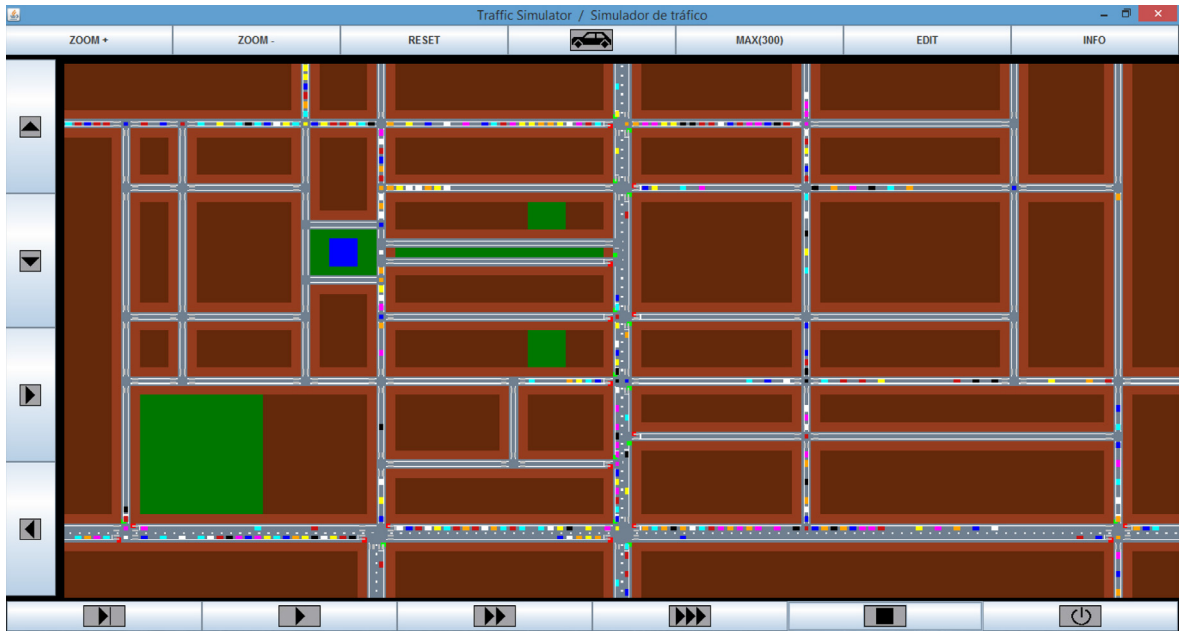 Traffic Simulator / Simulador de tráfico
ZOOM + ZOOM - RESET MAX(300) EDIT INFO